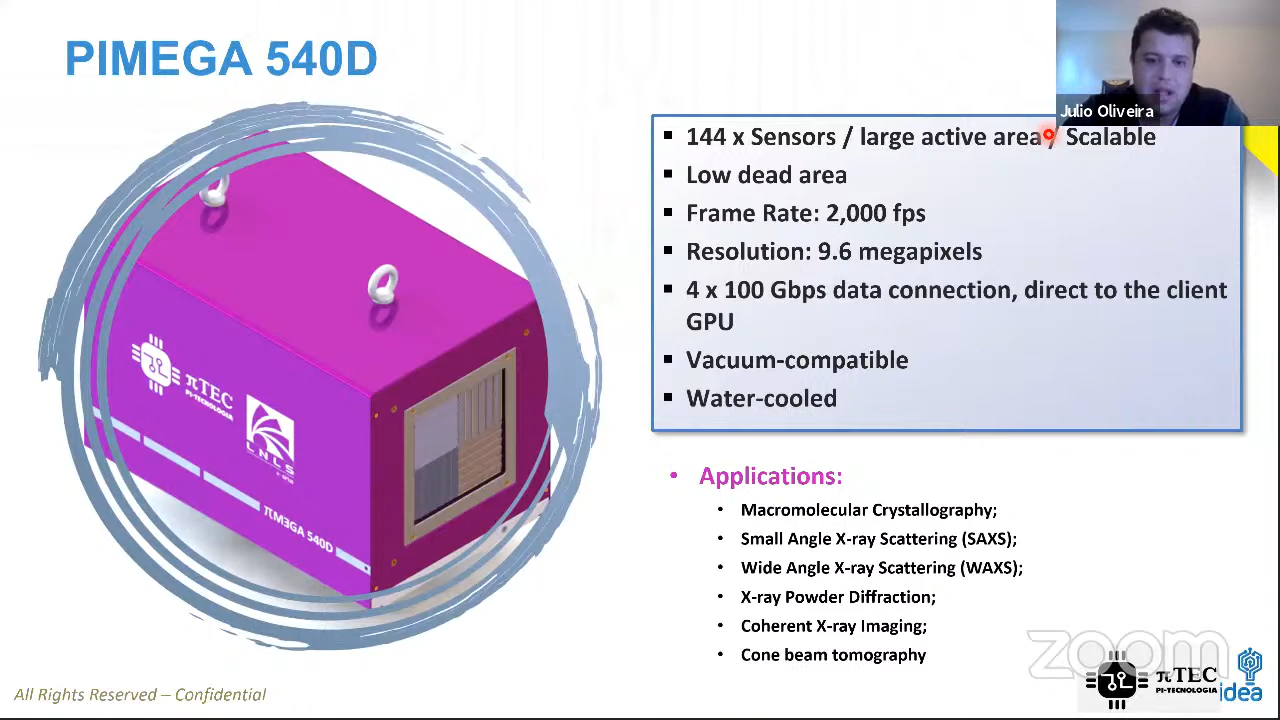 PIMEGA 540D
Julio Oliveira
144 x Sensors / large active area / Scalable
Low dead area
Frame Rate: 2,000 fps
Resolution: 9.6 megapixels
4 x 100 Gbps data connection, direct to the client
GPU
Vacuum-compatible
Water-cooled
πTEC
PI-TECNOLOGIA
LNLS
πM3GA 540D
Applications:
Macromolecular Crystallography;
Small Angle X-ray Scattering (SAXS);
Wide Angle X-ray Scattering (WAXS);
X-ray Powder Diffraction;
Coherent X-ray Imaging;
Cone beam tomography
zoom
πTEC
PI-TECNOLOGIA
idea
All Rights Reserved – Confidential